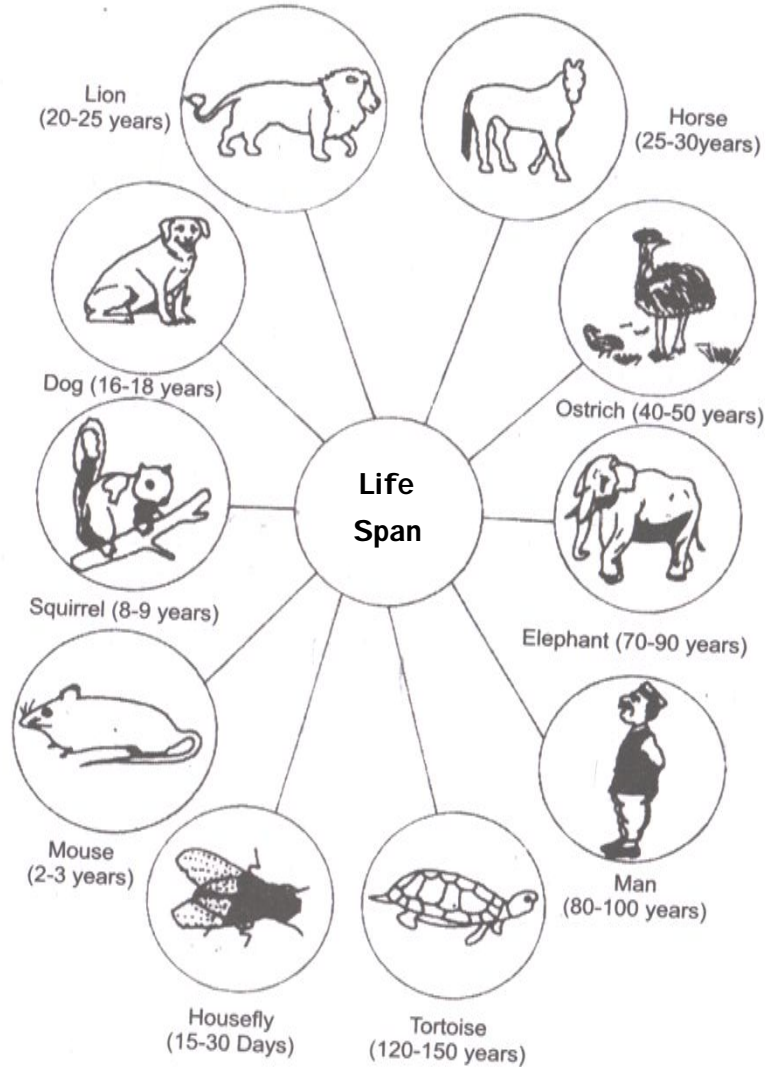 Lion
(20-25 years)
Horse
(25-30years)
Dog (16-18 years)
Ostrich (40-50 years)
Life
Span
Squirrel (8-9 years)
Elephant (70-90 years)
Mouse
(2-3 years)
Man
(80-100 years)
Housefly
(15-30 Days)
Tortoise
(120-150 years)